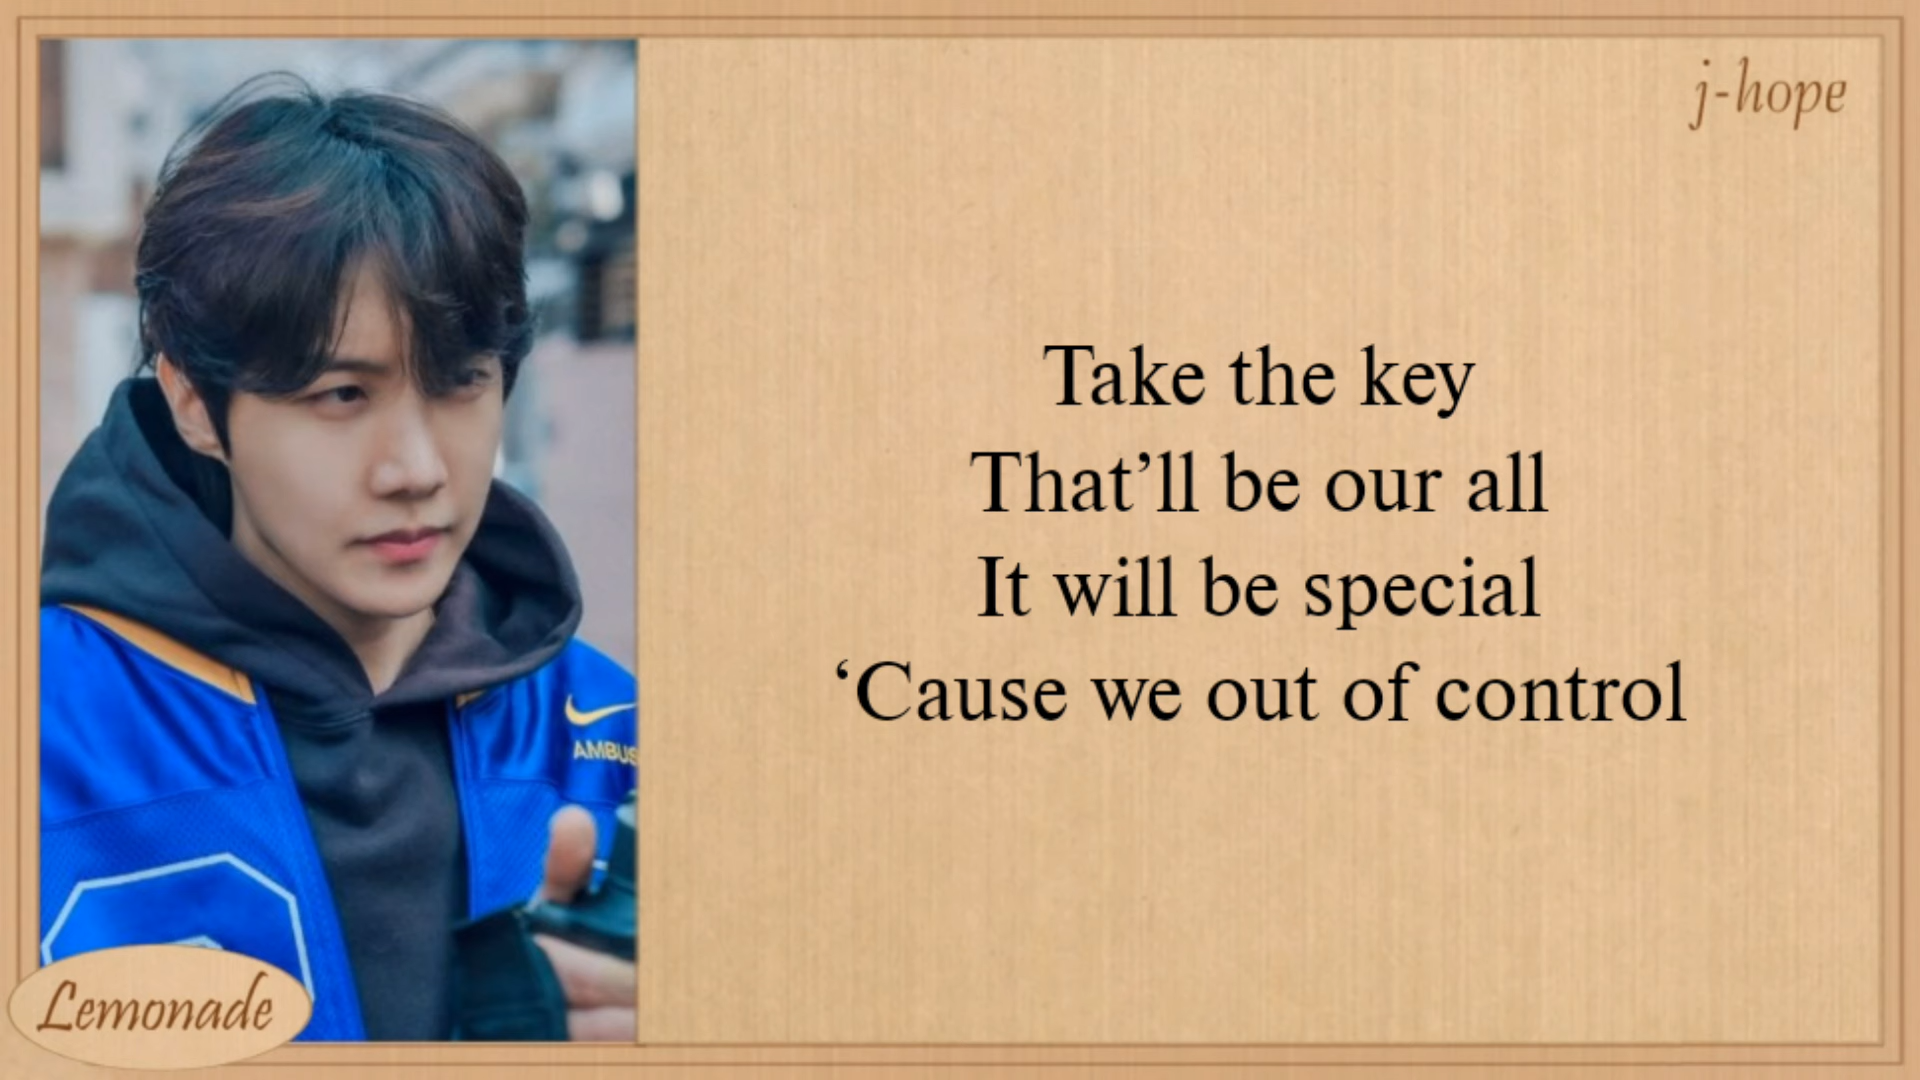 j-hope
Take the key
That’ll be our all
It will be special
‘Cause we out of control
AMBUS
Lemonade